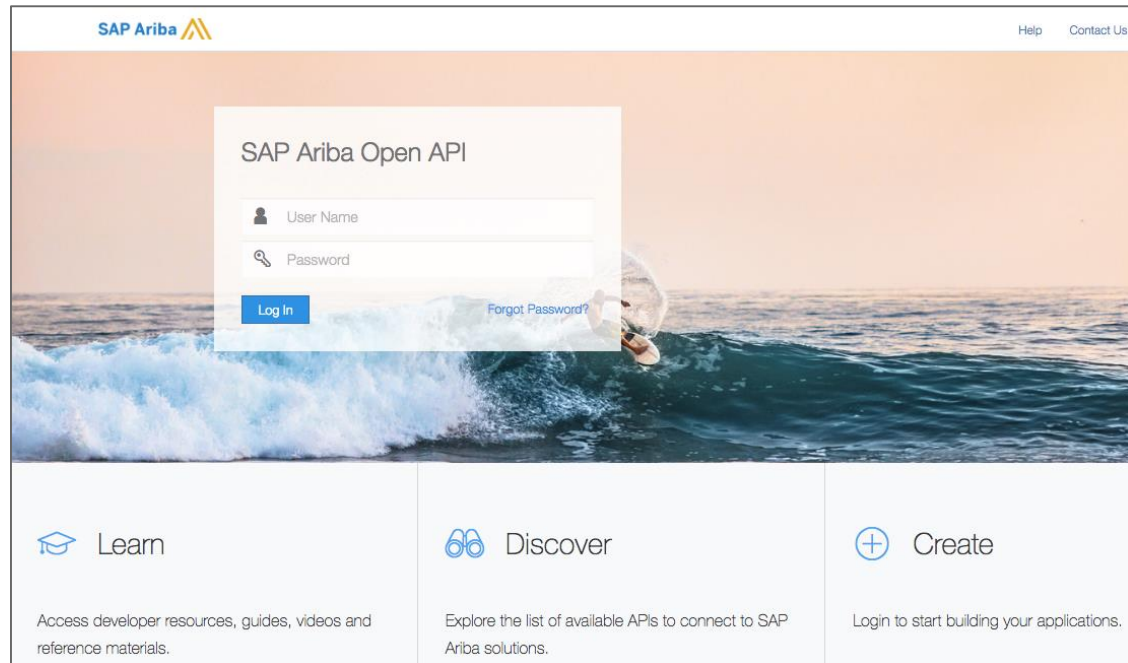 SAP Ariba
Help Contact Us
SAP Ariba Open API
User Name
Password
Log In Forgot Password?
Learn
Access developer resources, guides, videos and
reference materials.
Discover
Explore the list of available APIs to connect to SAP
Ariba solutions.
Create
Login to start building your applications.